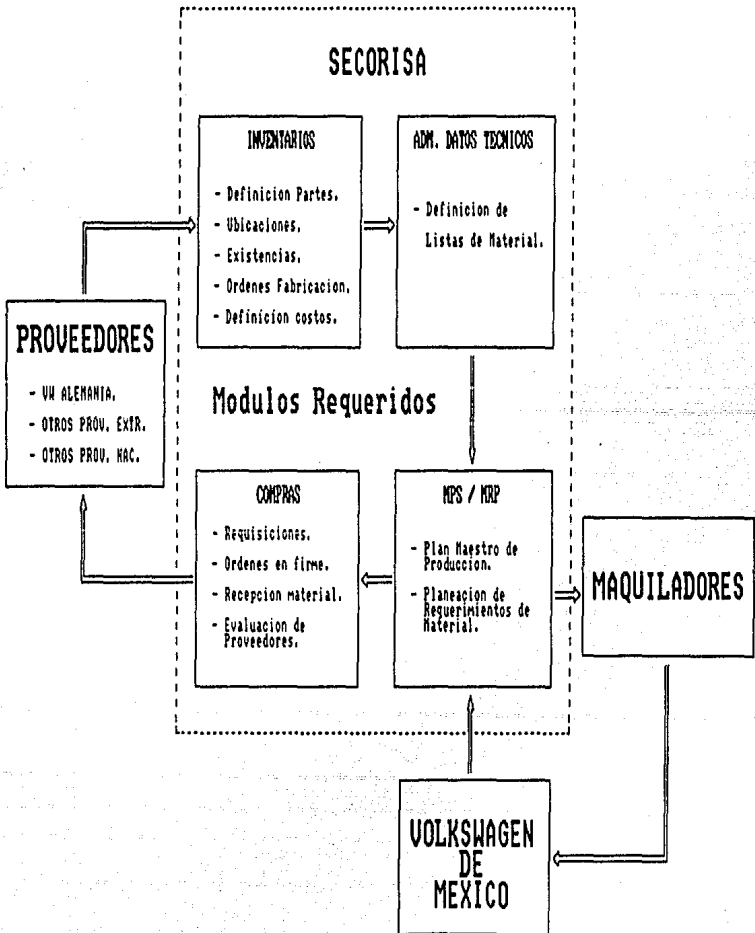 SECORISA
INVENTARIOS
- Definicion Partes.
- Ubicaciones.
- Existencias.
- Ordenes Fabricacion.
- Definicion costos.
ADM. DATOS TECNICOS
- Definicion de
Listas de Material.
PROVEEDORES
- VW ALEMANIA.
- OTROS PROV. EXTR.
- OTROS PROV. NAC.
Modulos Requeridos
COMPRAS
- Requisiciones.
- Ordenes en firme.
- Recepcion material.
- Evaluacion de
Proveedores.
MPS / MRP
- Plan Maestro de
Produccion.
- Planeacion de
Requerimientos de
Material.
MAQUILADORES
VOLKSWAGEN
DE
MEXICO